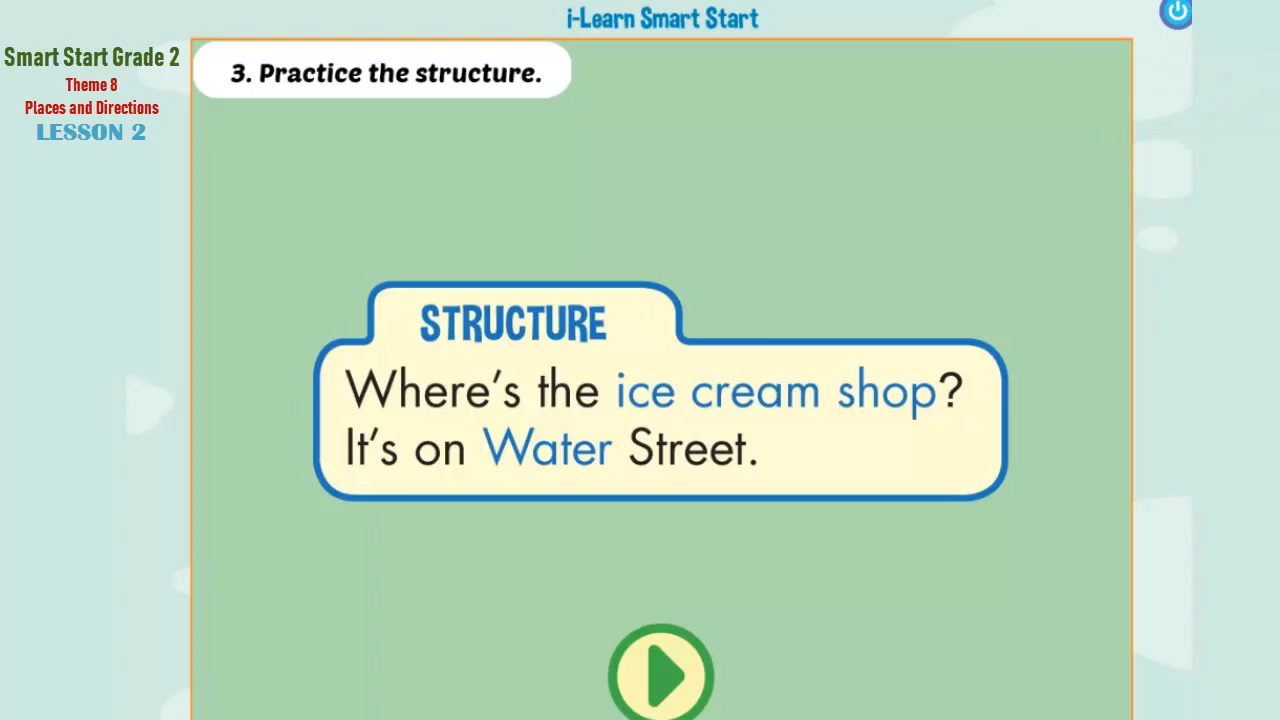 i-Learn Smart Start
Smart Start Grade 2
Theme 8
Places and Directions
LESSON 2
3. Practice the structure.
STRUCTURE
Where's the ice cream shop?
It's on Water Street.